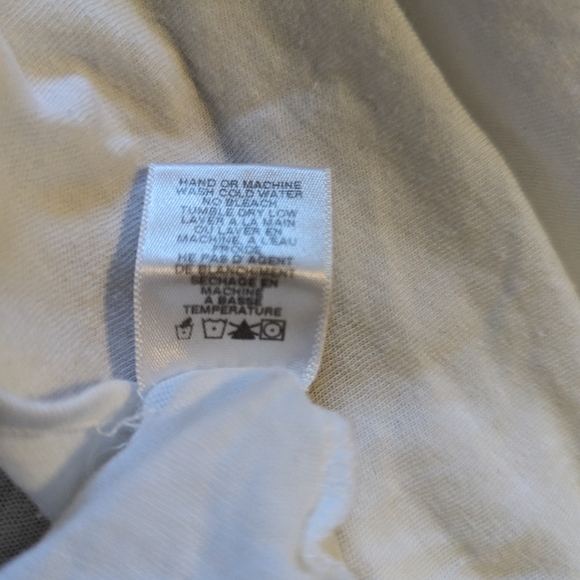 HAND OR MACHINE
WASH COLD WATER
NO BLEACH
TUMBLE DRY LOW
LAVER A LA MAIN
OU LAVER EN
MACHINE, A L'EAU
FROIDE
NE PAS D'AGENT
DE BLANCHIMENT
SECHAGE EN
MACHINE
A BASSE
TEMPERATURE